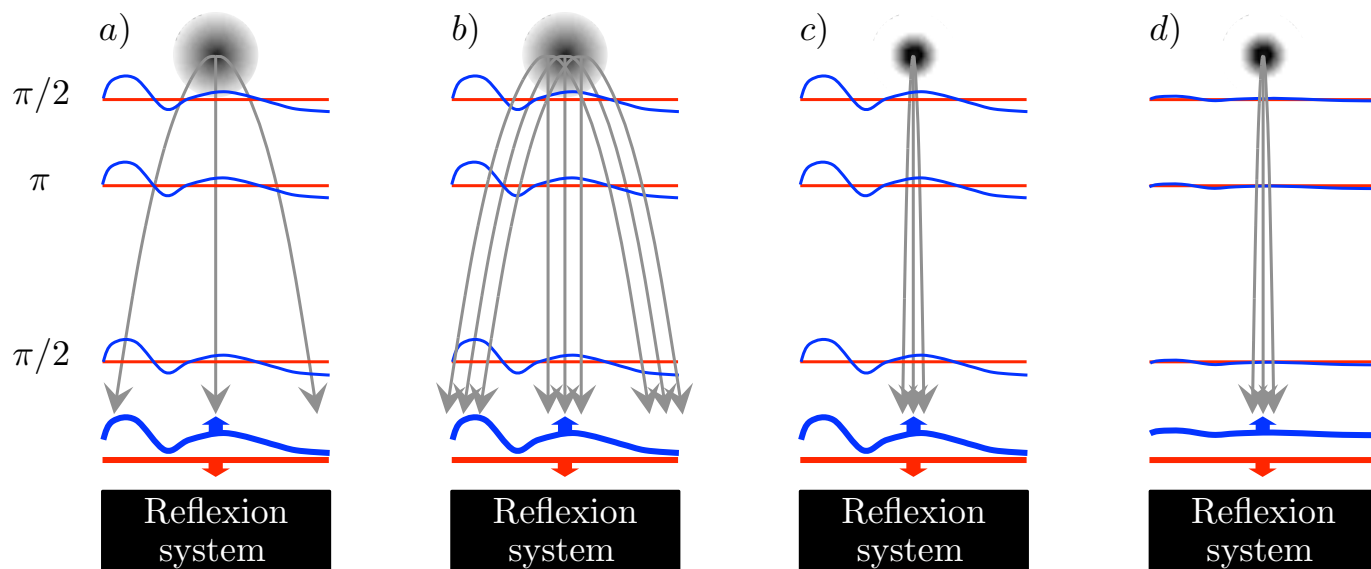 a)
b)
c)
d)
π/2
π
π/2
Reflexion
system
Reflexion
system
Reflexion
system
Reflexion
system